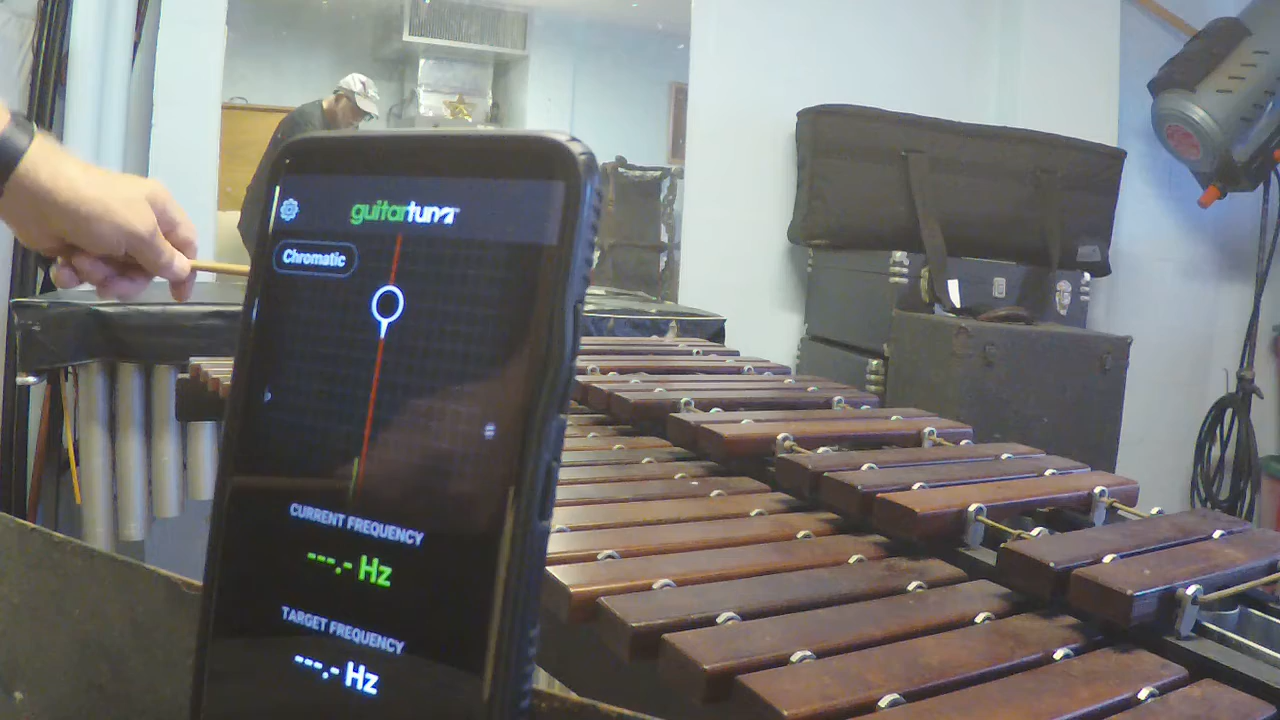 guitartuna
Chromatic
CURRENT FREQUENCY
---.- Hz
TARGET FREQUENCY
---.- Hz